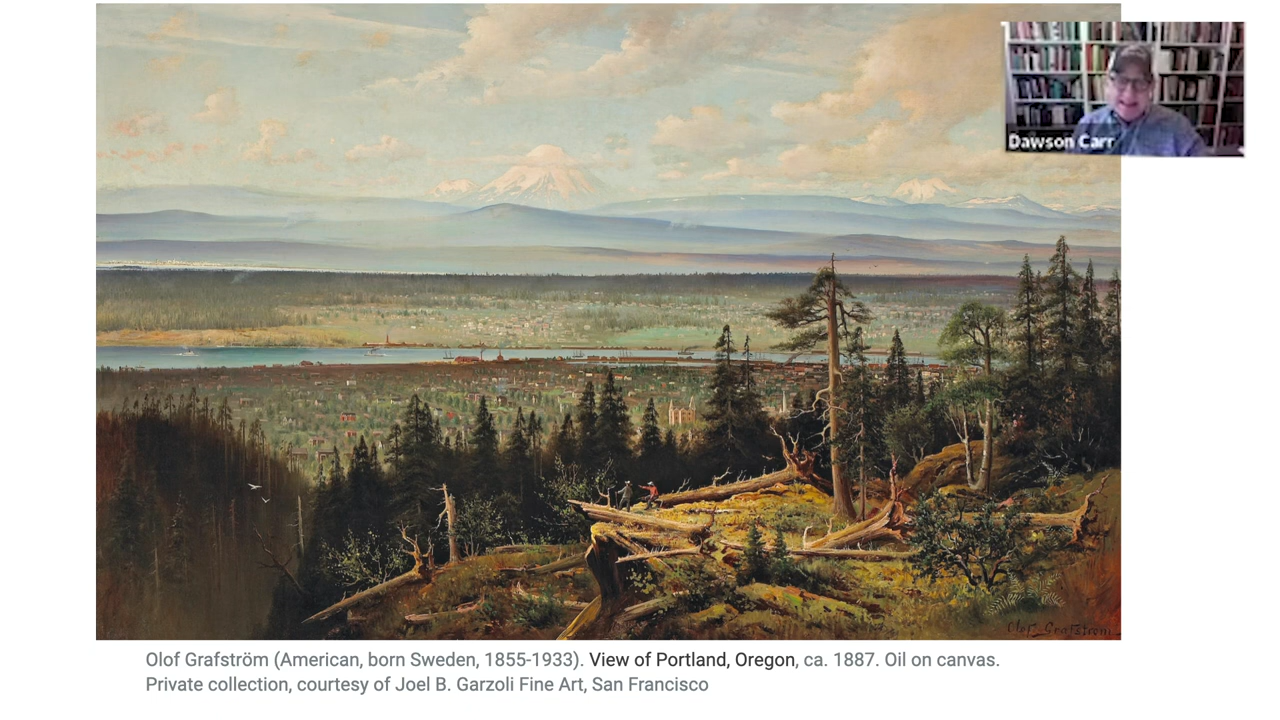 Dawson Carr
Olof Grafström
Olof Grafström (American, born Sweden, 1855-1933). View of Portland, Oregon, ca. 1887. Oil on canvas.
Private collection, courtesy of Joel B. Garzoli Fine Art, San Francisco